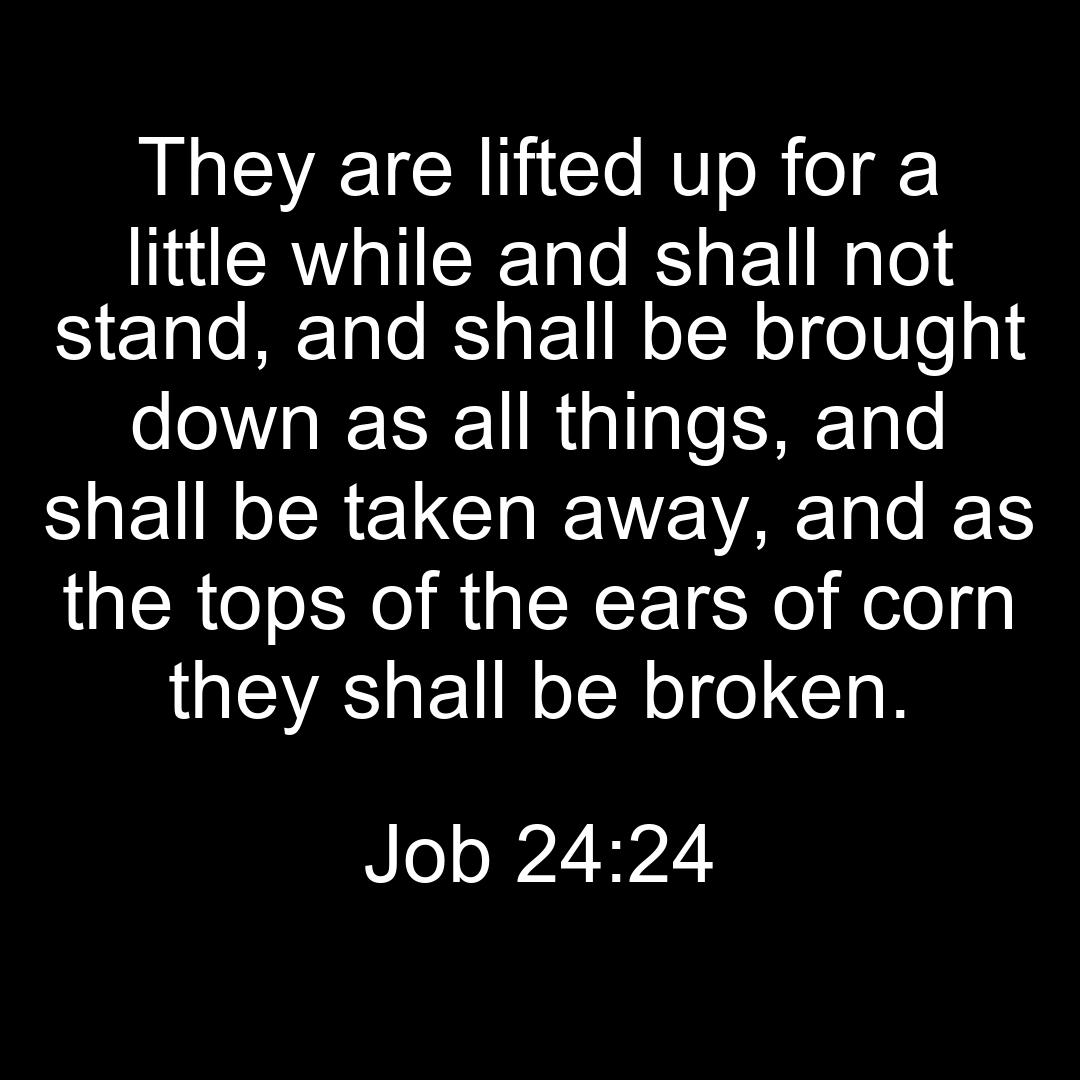 They are lifted up for a
little while and shall not
stand, and shall be brought
down as all things, and
shall be taken away, and as
the tops of the ears of corn
they shall be broken.
Job 24:24